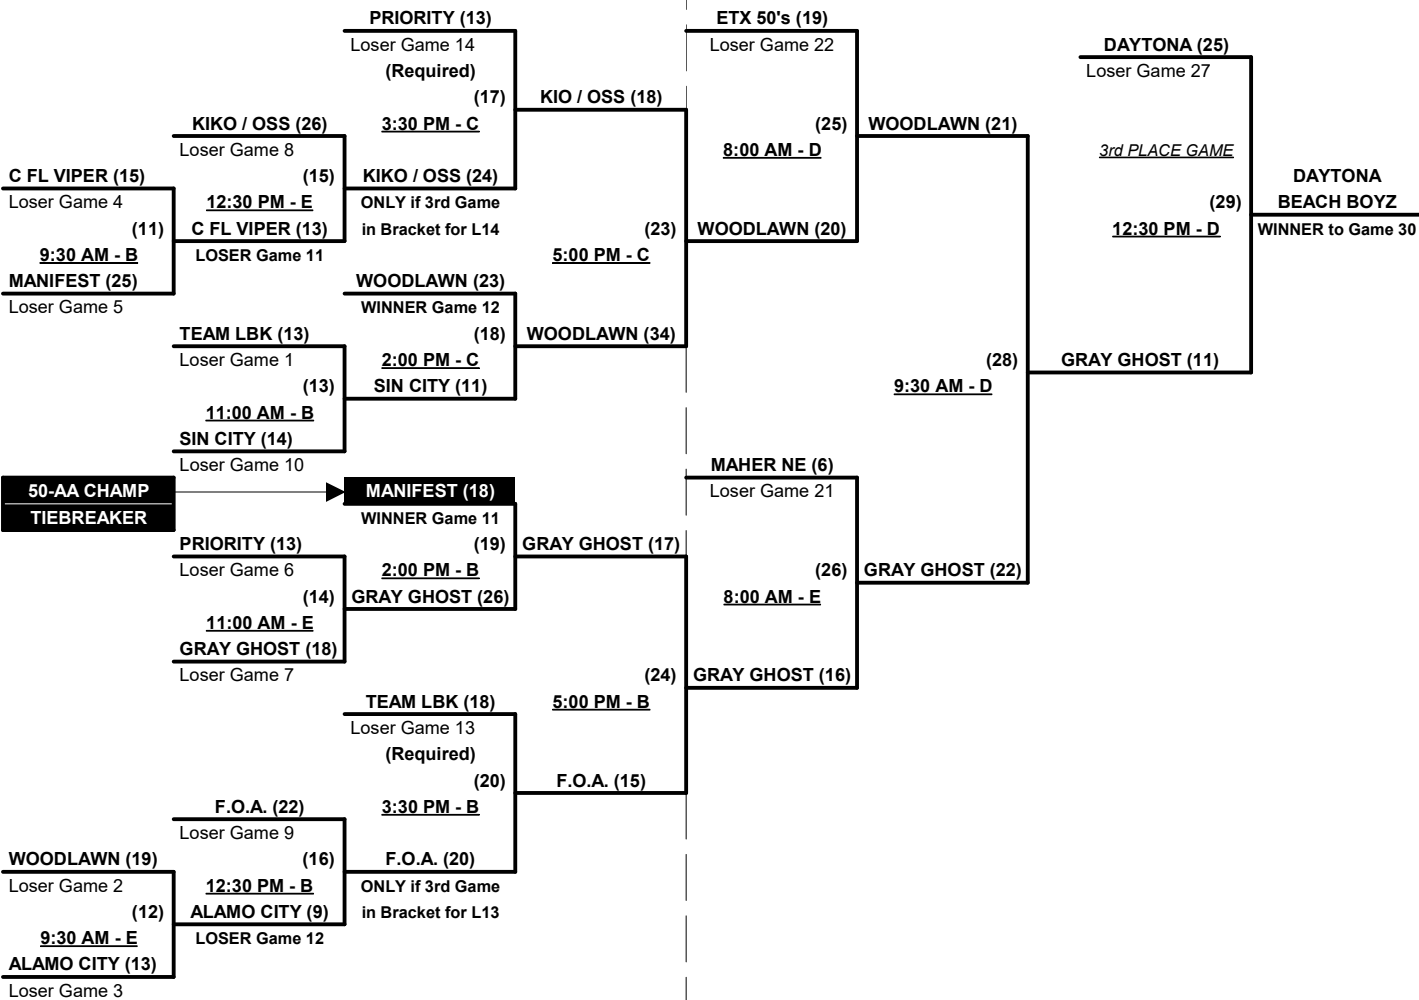 PRIORITY (13)
Loser Game 14
(Required)
(17)
3:30 PM - C
KIKO / OSS (24)
ONLY if 3rd Game
in Bracket for L14
KIKO / OSS (26)
Loser Game 8
(15)
12:30 PM - E
C FL VIPER (13)
LOSER Game 11
C FL VIPER (15)
Loser Game 4
(11)
9:30 AM - B
MANIFEST (25)
Loser Game 5
WOODLAWN (23)
WINNER Game 12
(18)
2:00 PM - C
SIN CITY (11)
TEAM LBK (13)
Loser Game 1
(13)
11:00 AM - B
SIN CITY (14)
Loser Game 10
50-AA CHAMP
TIEBREAKER
MANIFEST (18)
WINNER Game 11
(19)
2:00 PM - B
GRAY GHOST (26)
PRIORITY (13)
Loser Game 6
(14)
11:00 AM - E
GRAY GHOST (18)
Loser Game 7
TEAM LBK (18)
Loser Game 13
(Required)
(20)
3:30 PM - B
F.O.A. (20)
ONLY if 3rd Game
in Bracket for L13
F.O.A. (22)
Loser Game 9
(16)
12:30 PM - B
ALAMO CITY (9)
LOSER Game 12
WOODLAWN (19)
Loser Game 2
(12)
9:30 AM - E
ALAMO CITY (13)
Loser Game 3
KIO / OSS (18)
(23)
5:00 PM - C
WOODLAWN (34)
GRAY GHOST (17)
(24)
5:00 PM - B
F.O.A. (15)
ETX 50's (19)
Loser Game 22
(25)
8:00 AM - D
WOODLAWN (20)
MAHER NE (6)
Loser Game 21
(26)
8:00 AM - E
GRAY GHOST (16)
WOODLAWN (21)
(28)
9:30 AM - D
GRAY GHOST (22)
DAYTONA (25)
Loser Game 27
3rd PLACE GAME
(29)
12:30 PM - D
GRAY GHOST (11)
DAYTONA
BEACH BOYZ
WINNER to Game 30